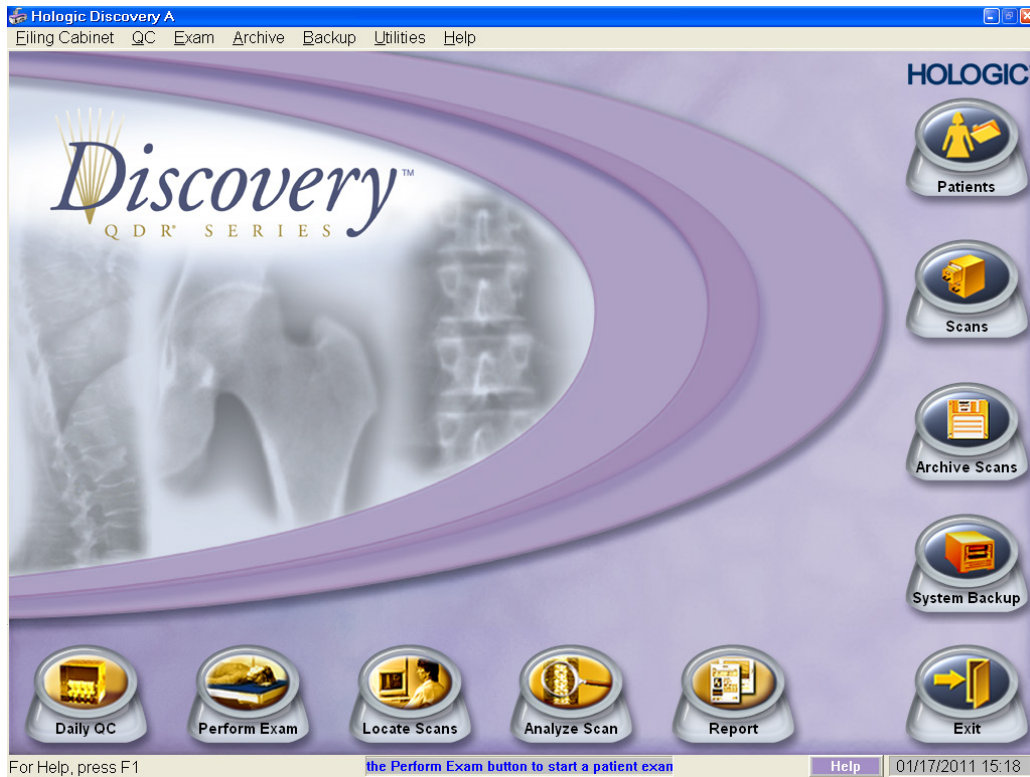 Hologic Discovery A
Filing Cabinet QC Exam Archive Backup Utilities Help
HOLOGIC
Discovery™
QDR® SERIES
Patients
Scans
Archive Scans
System Backup
Daily QC
Perform Exam
Locate Scans
Analyze Scan
Report
Exit
For Help, press F1
the Perform Exam button to start a patient exam
Help
01/17/2011 15:18